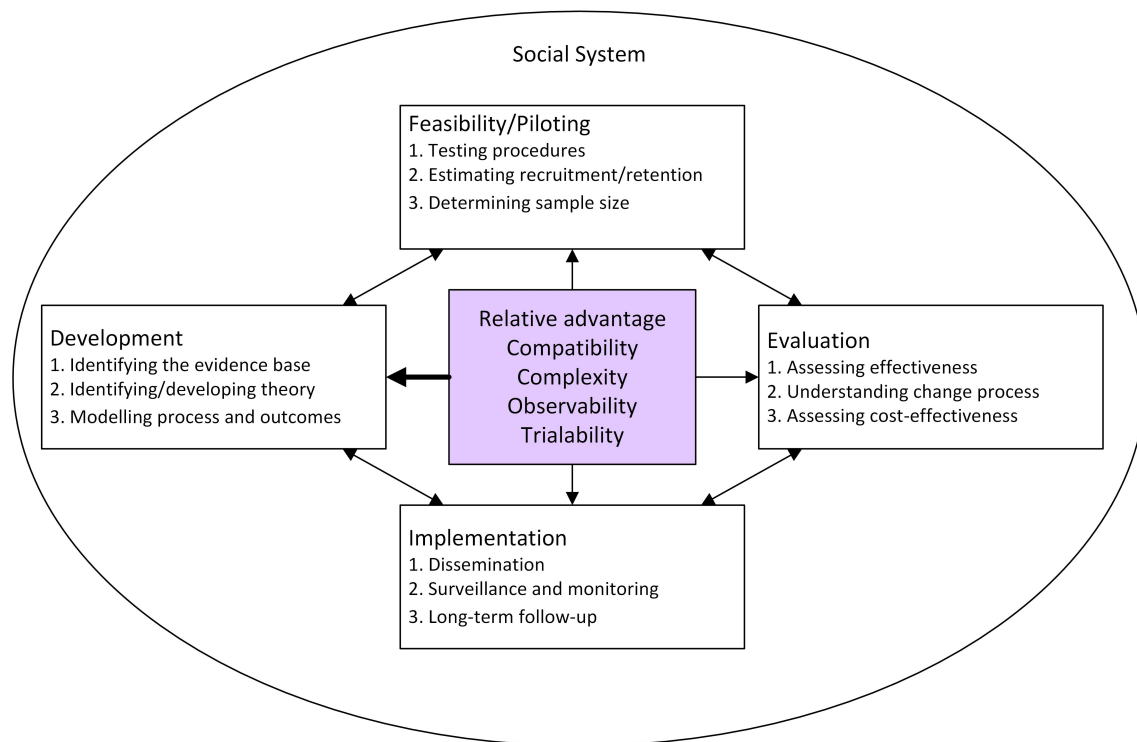 Social System
Feasibility/Piloting
1. Testing procedures
2. Estimating recruitment/retention
3. Determining sample size
Development
1. Identifying the evidence base
2. Identifying/developing theory
3. Modelling process and outcomes
Relative advantage
Compatibility
Complexity
Observability
Trialability
Evaluation
1. Assessing effectiveness
2. Understanding change process
3. Assessing cost-effectiveness
Implementation
1. Dissemination
2. Surveillance and monitoring
3. Long-term follow-up